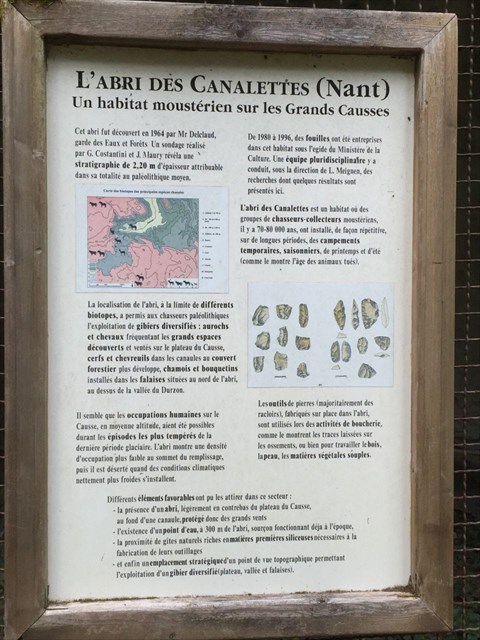 L'ABRI DES CANALETTES (Nant)
Un habitat moustérien sur les Grands Causses
Cet abri fut découvert en 1964 par Mr Delclaud,
garde des Eaux et Forêts Un sondage réalisé
par G. Costantini et J. Maury révéla une
stratigraphie de 2,20 m d'épaisseur attribuable
dans sa totalité au paléolithique moyen.
La localisation de l'abri, à la limite de différents
biotopes, a permis aux chasseurs paléolithiques
l'exploitation de gibiers diversifiés : aurochs
et chevaux fréquentant les grands espaces
découverts et ventés sur le plateau du Causse,
cerfs et chevreuils dans les canaules au couvert
forestier plus développe, chamois et bouquetins
installés dans les falaises situées au nord de l'abri,
au dessus de la vallée du Durzon.
Il semble que les occupations humaines sur le
Causse, en moyenne altitude, aient été possibles
durant les épisodes les plus tempérés de la
dernière période glaciaire. L'abri montre une densité
d'occupation plus faible au sommet du remplissage,
puis il est déserté quand des conditions climatiques
nettement plus froides s'installent.
De 1980 à 1996, des fouilles ont été entreprises
dans cet habitat sous l'egide du Ministère de la
Culture. Une équipe pluridisciplinaire y a
conduit, sous la direction de L. Meignen, des
recherches dont quelques résultats sont
présentés ici.
L'abri des Canalettes est un habitat où des
groupes de chasseurs-collecteurs moustériens,
il y a 70-80 000 ans, ont installé, de façon répétitive,
sur de longues périodes, des campements
temporaires, saisonniers, de printemps et d'été
(comme le montre l'âge des animaux tués).
Les outils de pierres (majoritairement des
racloirs), fabriqués sur place dans l'abri,
sont utilisés lors des activités de boucherie,
comme le montrent les traces laissées sur
les ossements, ou bien pour travailler le bois,
la peau, les matières végétales souples.
Différents éléments favorables ont pu les attirer dans ce secteur :
- la présence d'un abri, légèrement en contrebas du plateau du Causse,
au fond d'une canaule, protégé donc des grands vents
- l'existence d'un point d'eau, à 300 m de l'abri, sourçon fonctionnant déja à l'époque,
- la proximité de gîtes naturels riches en matières premières siliceuses nécessaires à la
fabrication de leurs outillages
- et enfin un emplacement stratégique d'un point de vue topographique permettant
l'exploitation d'un gibier diversifié (plateau, vallée et falaises).